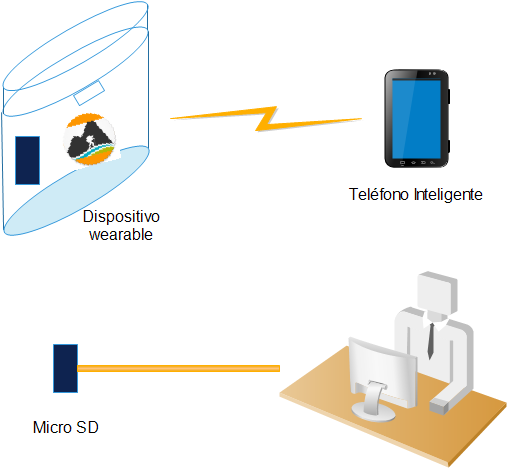 Dispositivo
wearable
Teléfono Inteligente
Micro SD